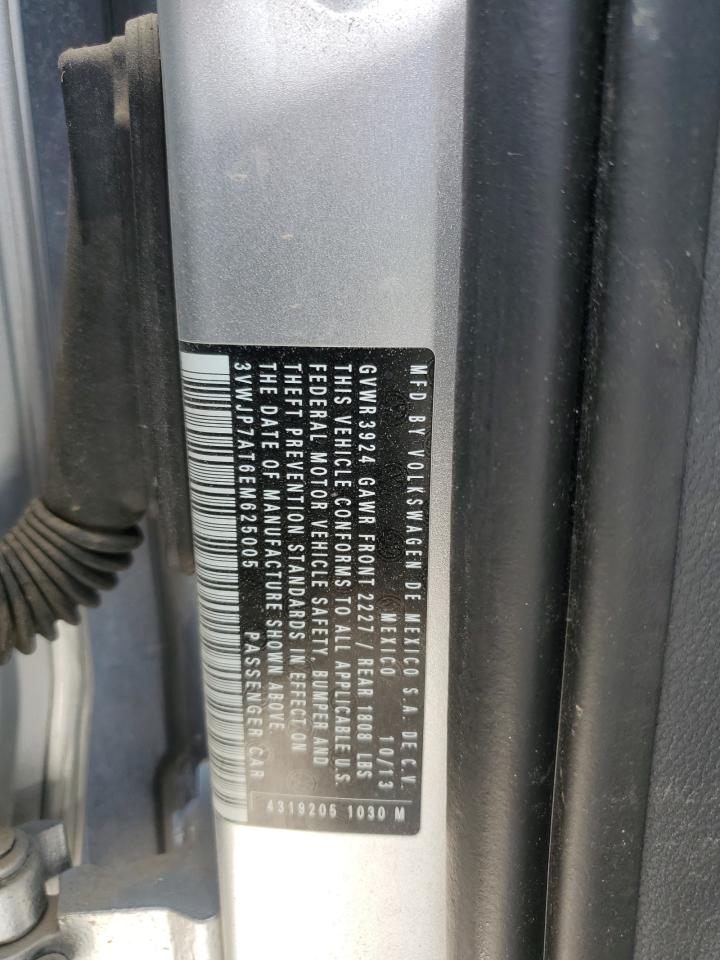 MFD BY VOLKSWAGEN DE MEXICO S.A. DE C.V.
MEXICO 10/13
GVWR 3924 GAWR FRONT 2227 / REAR 1808 LBS
THIS VEHICLE CONFORMS TO ALL APPLICABLE U.S.
FEDERAL MOTOR VEHICLE SAFETY, BUMPER AND
THEFT PREVENTION STANDARDS IN EFFECT ON
THE DATE OF MANUFACTURE SHOWN ABOVE
3VWJP7AT6EM625005 PASSENGER CAR
4319205 1030 M